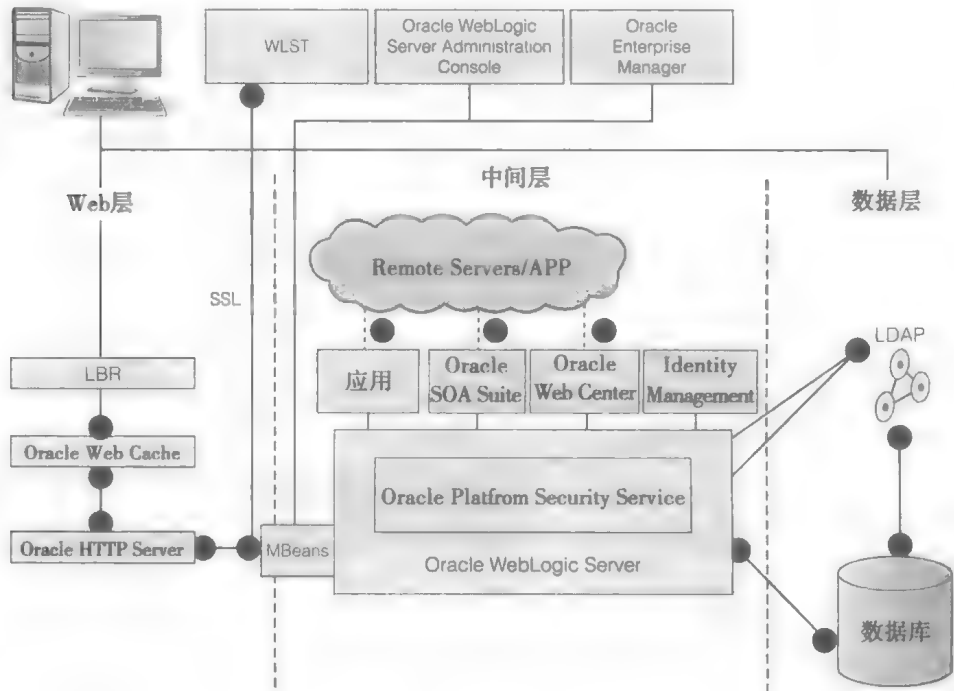 WLST
Oracle WebLogic
Server Administration
Console
Oracle
Enterprise
Manager
Web层
中间层
数据层
Remote Servers/APP
SSL
LDAP
LBR
应用
Oracle
SOA Suite
Oracle
Web Center
Identity
Management
Oracle Web Cache
Oracle Platfrom Security Service
Oracle HTTP Server
MBeans
Oracle WebLogic Server
数据库